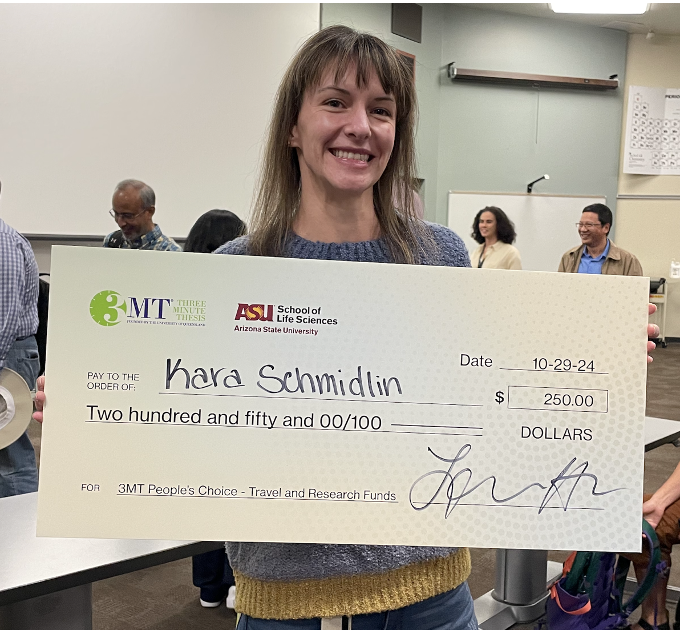 3MT® THREE
MINUTE
THESIS
FOUNDED BY THE UNIVERSITY OF QUEENSLAND
ASU School of
Life Sciences
Arizona State University
Date 10-29-24
PAY TO THE
ORDER OF: Kara Schmidlin
$ 250.00
Two hundred and fifty and 00/100
DOLLARS
FOR 3MT People's Choice - Travel and Research Funds